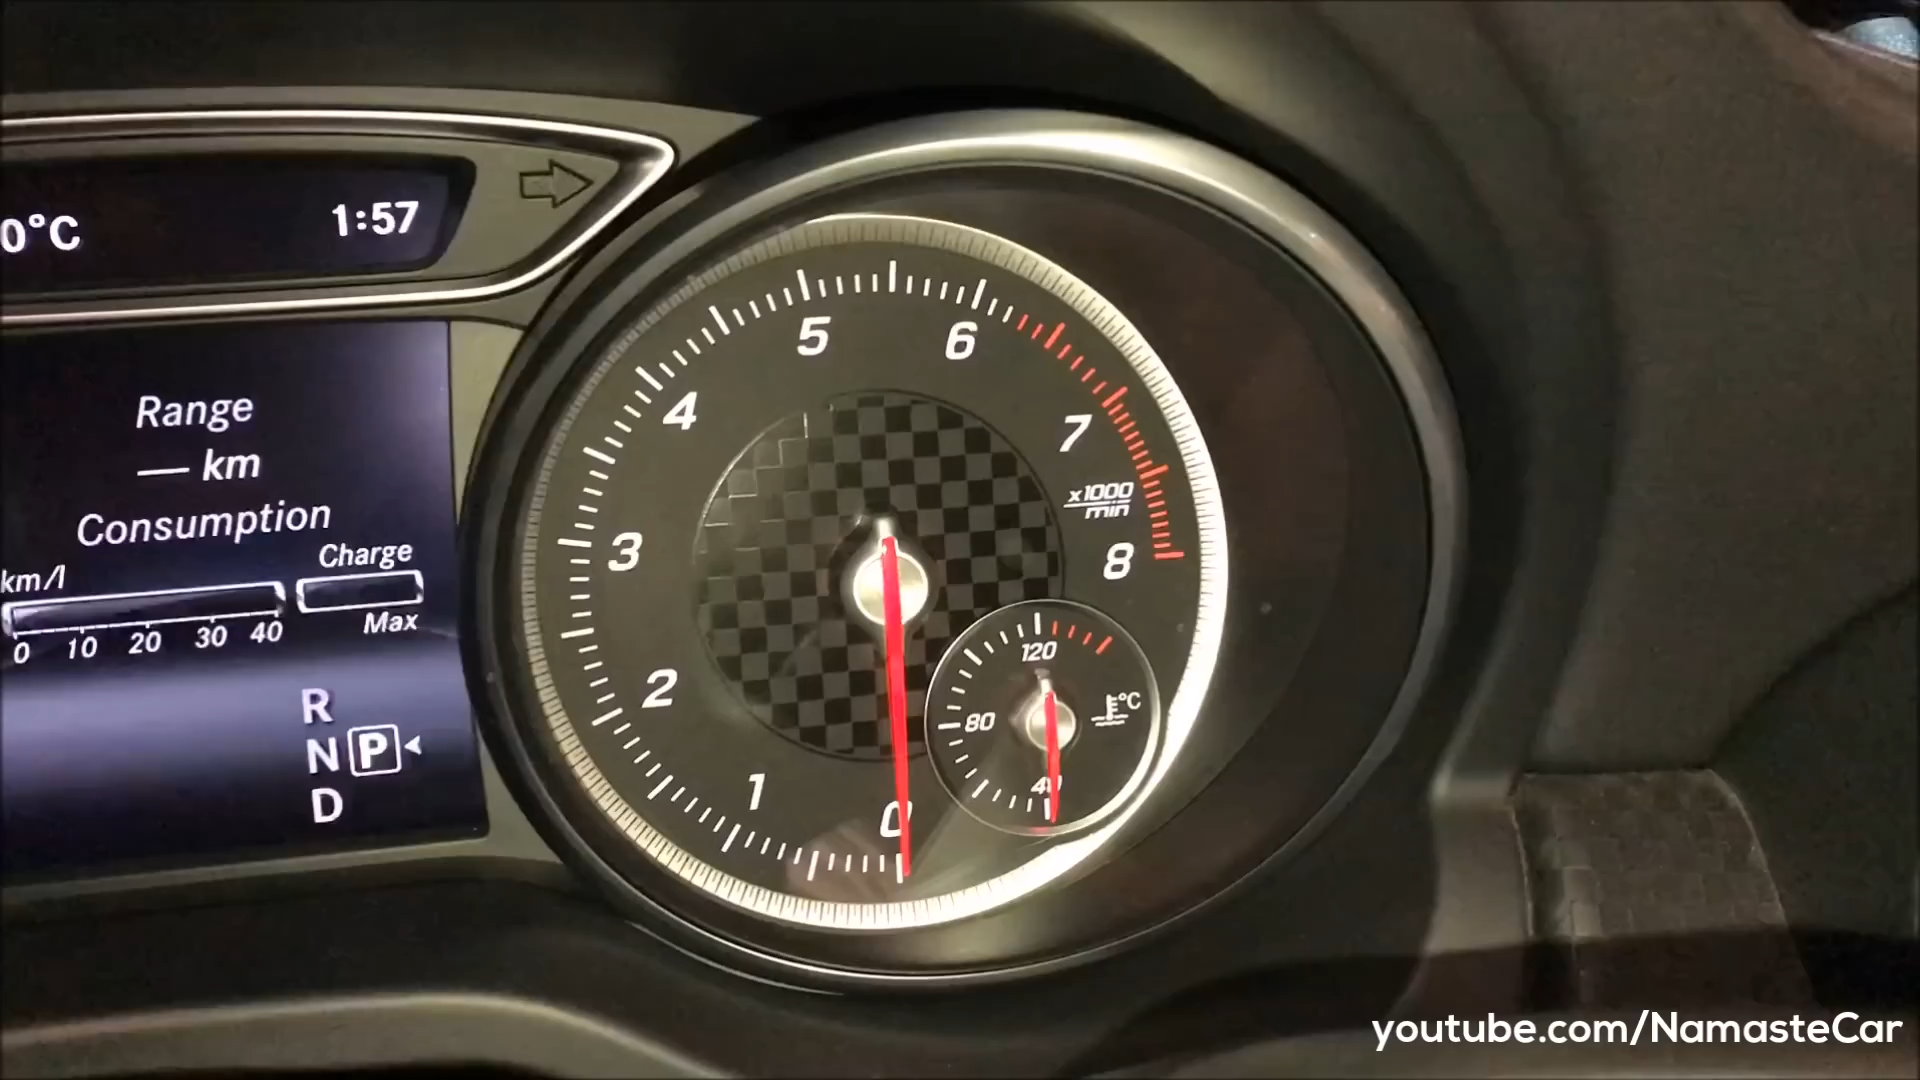 0°C 1:57
Range
— km
Consumption
km/l Charge
0 10 20 30 40 Max
R
N P
D
0 1 2 3 4 5 6 7 8
x1000
min
40 80 120 °C
youtube.com/NamasteCar